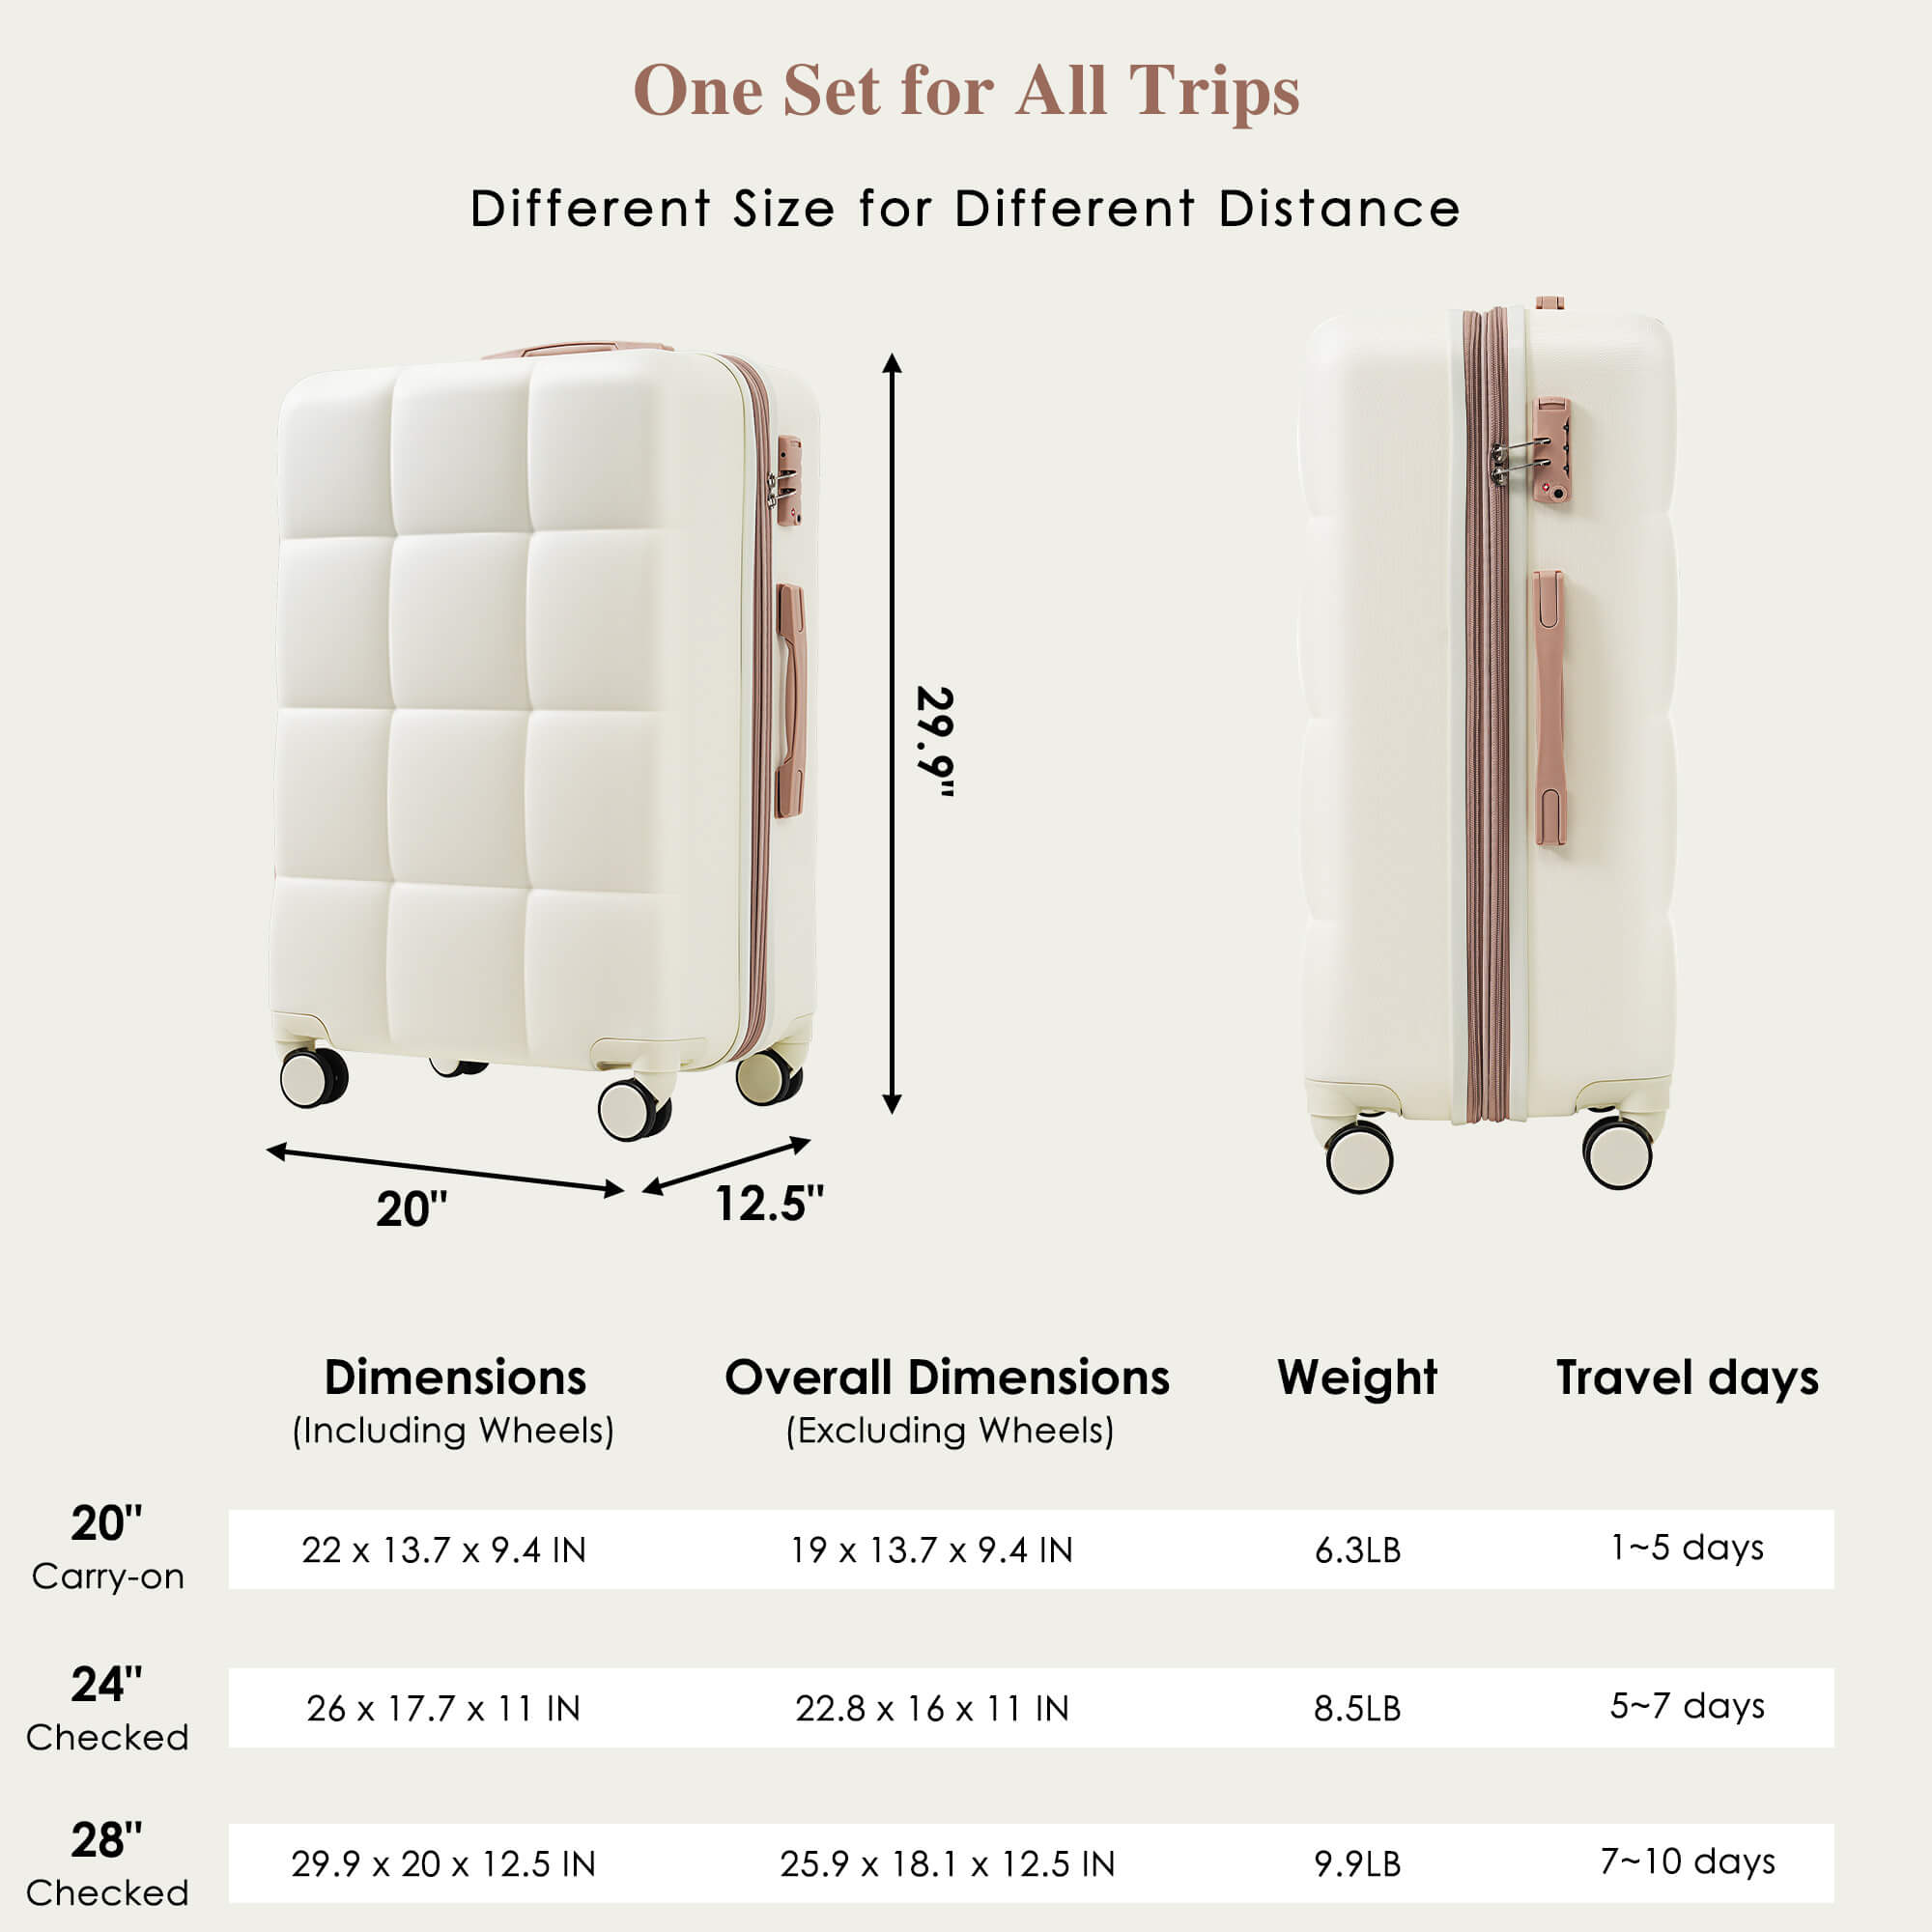 One Set for All Trips
Different Size for Different Distance
29.9"
20"
12.5"
Dimensions
(Including Wheels)
Overall Dimensions
(Excluding Wheels)
Weight
Travel days
20"
Carry-on
22 x 13.7 x 9.4 IN
19 x 13.7 x 9.4 IN
6.3LB
1~5 days
24"
Checked
26 x 17.7 x 11 IN
22.8 x 16 x 11 IN
8.5LB
5~7 days
28"
Checked
29.9 x 20 x 12.5 IN
25.9 x 18.1 x 12.5 IN
9.9LB
7~10 days